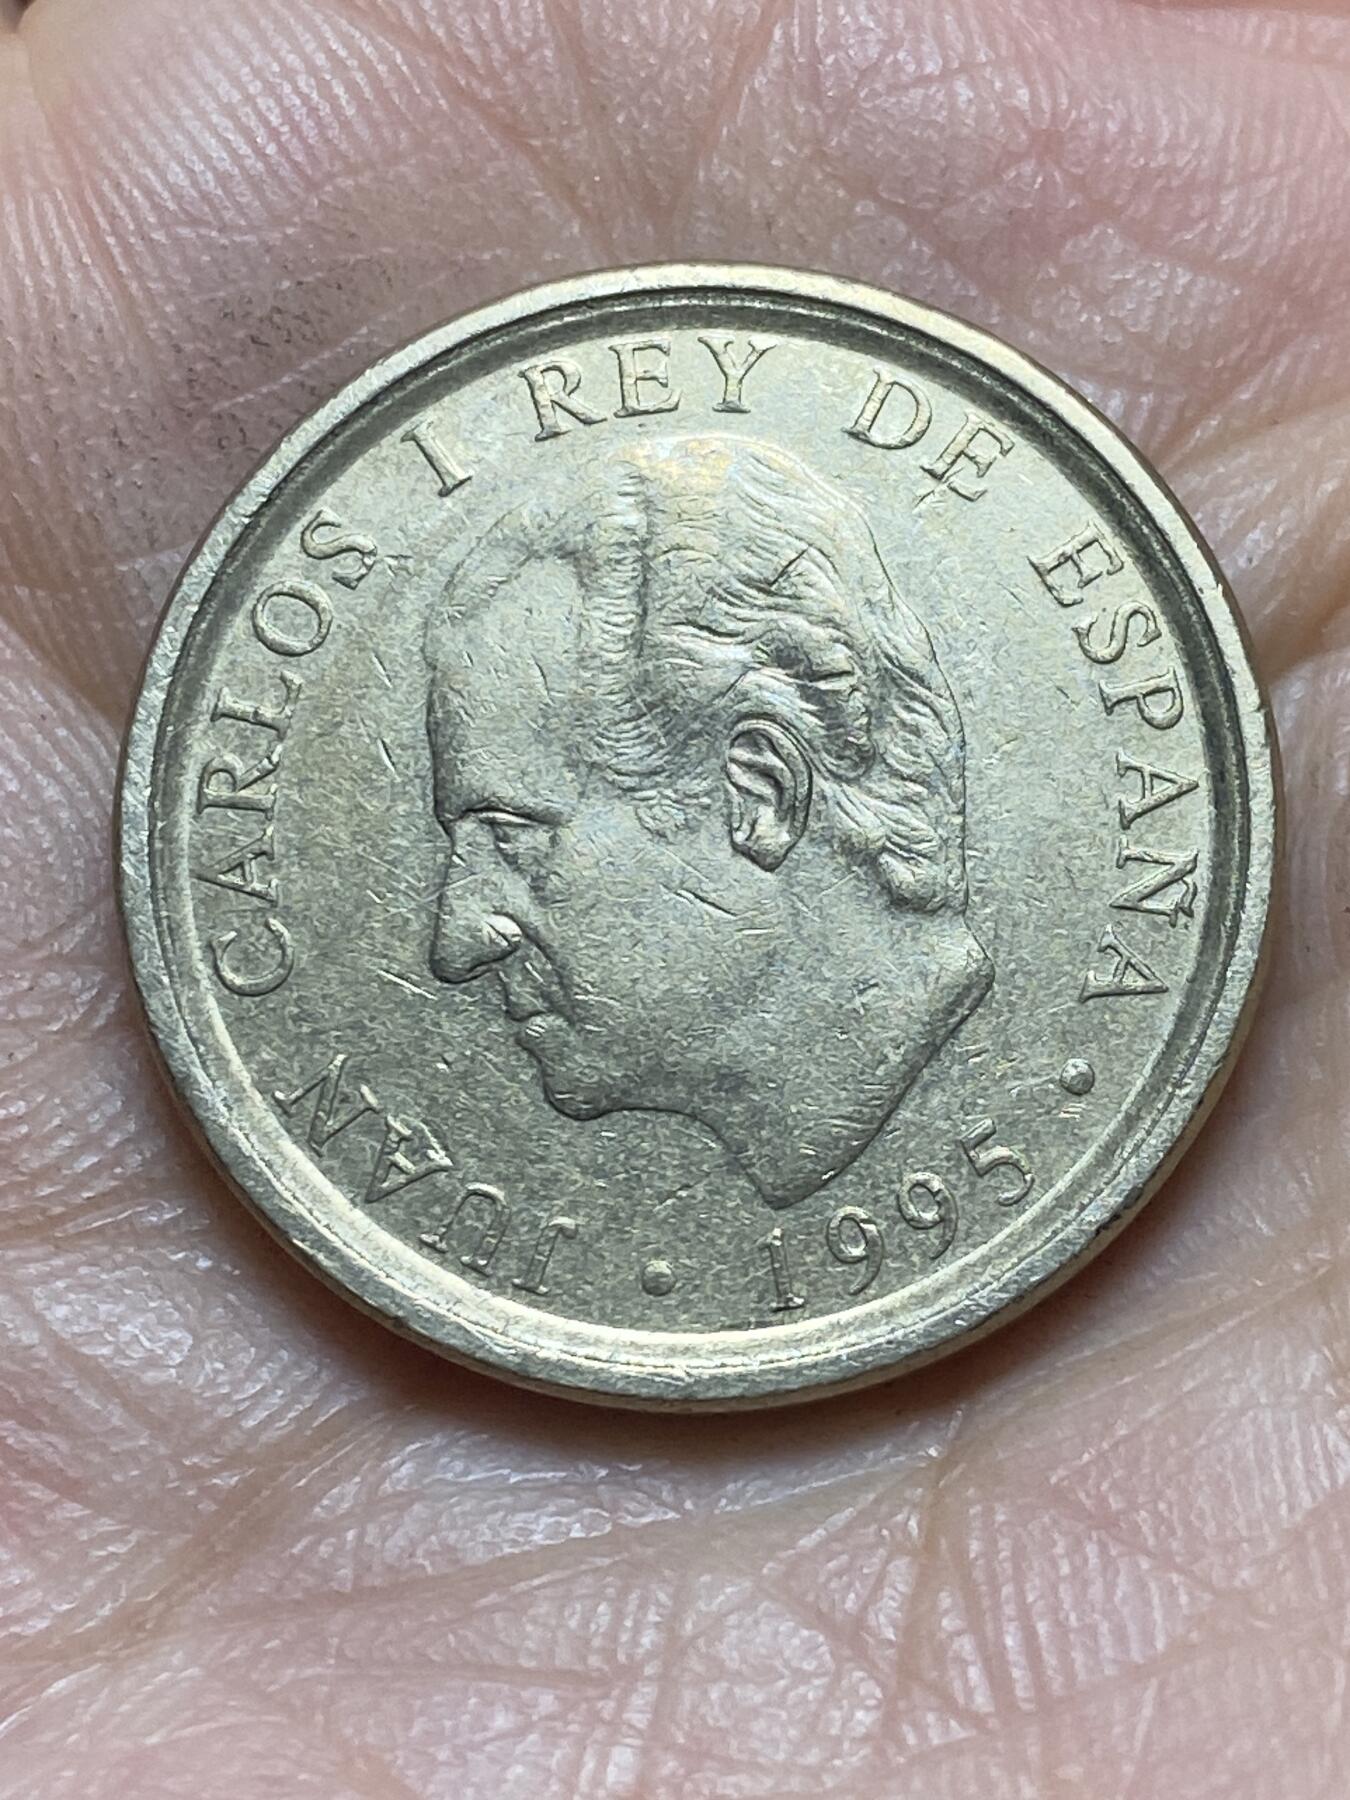 JUAN CARLOS I REY DE ESPAÑA • 1995 •